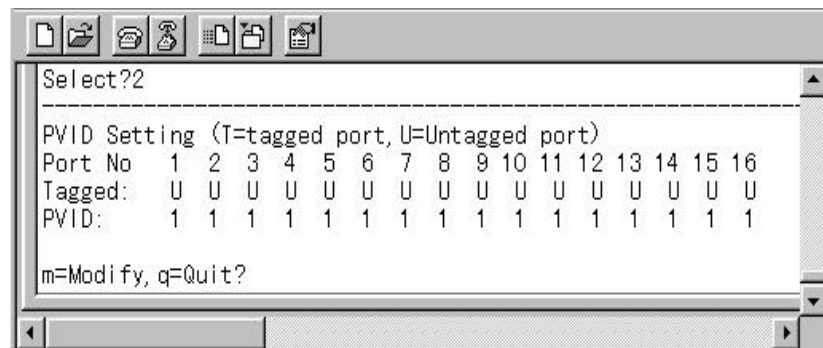 Select?2
--------------------------------------------------------------------------------
PVID Setting (T=tagged port,U=Untagged port)
Port No 1 2 3 4 5 6 7 8 9 10 11 12 13 14 15 16
Tagged: U U U U U U U U U U U U U U U U
PVID: 1 1 1 1 1 1 1 1 1 1 1 1 1 1 1 1
m=Modify,q=Quit?